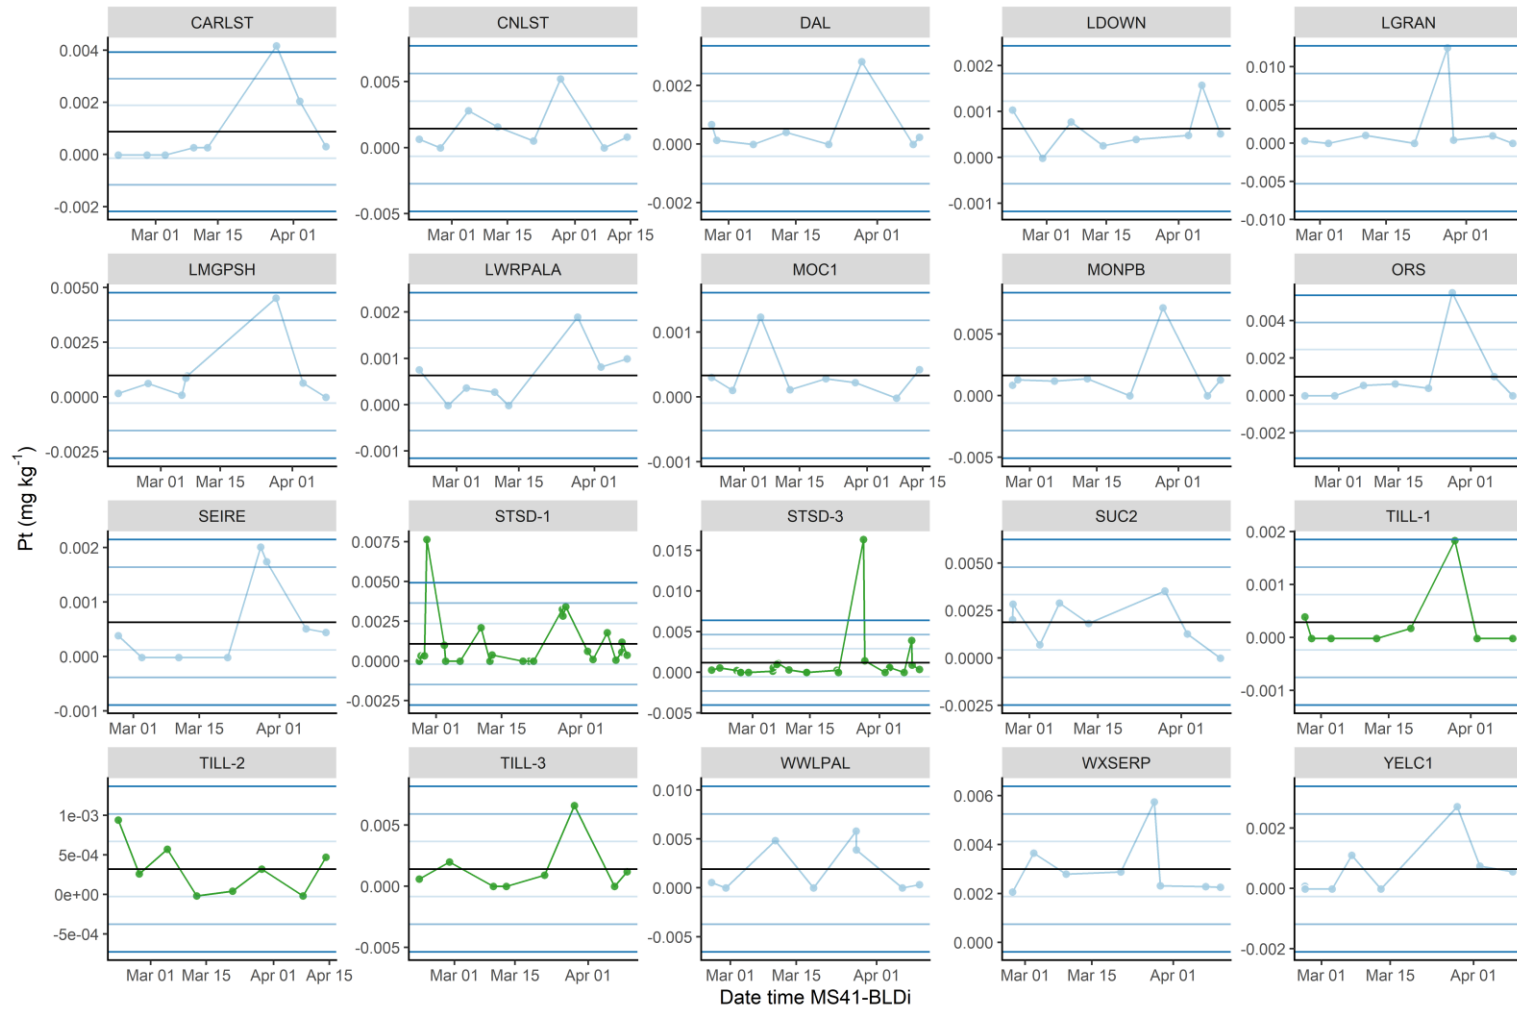 CARLST CNLST DAL LDOWN LGRAN
0.004
0.002
0.000
-0.002
Mar 01 Mar 15 Apr 01
0.005
0.000
-0.005
Mar 01 Mar 15 Apr 01 Apr 15
0.002
0.000
-0.002
Mar 01 Mar 15 Apr 01
0.002
0.001
0.000
-0.001
Mar 01 Mar 15 Apr 01
0.010
0.005
0.000
-0.005
-0.010
Mar 01 Mar 15 Apr 01
LMGPSH LWRPALA MOC1 MONPB ORS
0.0050
0.0025
0.0000
-0.0025
Mar 01 Mar 15 Apr 01
0.002
0.001
0.000
-0.001
Mar 01 Mar 15 Apr 01
0.001
0.000
-0.001
Mar 01 Mar 15 Apr 01 Apr 15
0.005
0.000
-0.005
Mar 01 Mar 15 Apr 01
0.004
0.002
0.000
-0.002
Mar 01 Mar 15 Apr 01
Pt (mg kg⁻¹)
SEIRE STSD-1 STSD-3 SUC2 TILL-1
0.002
0.001
0.000
-0.001
Mar 01 Mar 15 Apr 01
0.0075
0.0050
0.0025
0.0000
-0.0025
Mar 01 Mar 15 Apr 01
0.015
0.010
0.005
0.000
-0.005
Mar 01 Mar 15 Apr 01
0.0050
0.0025
0.0000
-0.0025
Mar 01 Mar 15 Apr 01
0.002
0.001
0.000
-0.001
Mar 01 Mar 15 Apr 01
TILL-2 TILL-3 WWLPAL WXSERP YELC1
1e-03
5e-04
0e+00
-5e-04
Mar 01 Mar 15 Apr 01 Apr 15
0.005
0.000
-0.005
Mar 01 Mar 15 Apr 01
0.010
0.005
0.000
-0.005
Mar 01 Mar 15 Apr 01
0.006
0.004
0.002
0.000
Mar 01 Mar 15 Apr 01
0.002
0.000
-0.002
Mar 01 Mar 15 Apr 01
Date time MS41-BLDi